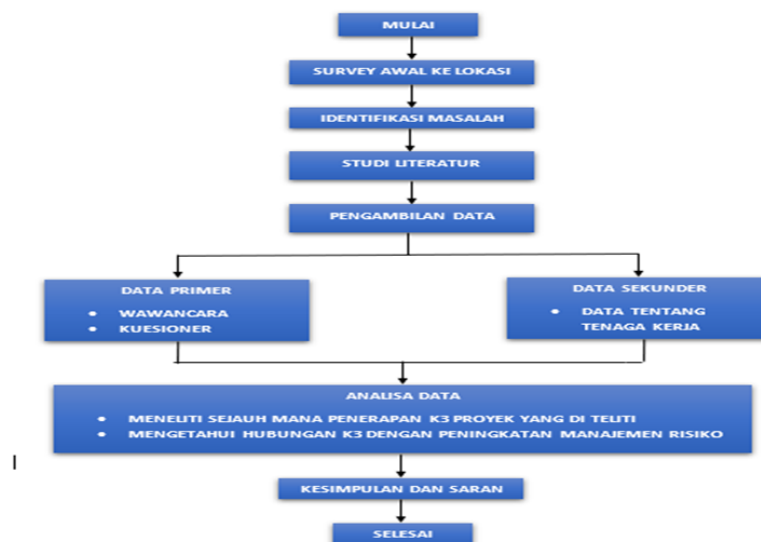 MULAI
SURVEY AWAL KE LOKASI
IDENTIFIKASI MASALAH
STUDI LITERATUR
PENGAMBILAN DATA
DATA PRIMER
• WAWANCARA
• KUESIONER
DATA SEKUNDER
• DATA TENTANG
TENAGA KERJA
ANALISA DATA
• MENELITI SEJAUH MANA PENERAPAN K3 PROYEK YANG DI TELITI
• MENGETAHUI HUBUNGAN K3 DENGAN PENINGKATAN MANAJEMEN RISIKO
KESIMPULAN DAN SARAN
SELESAI